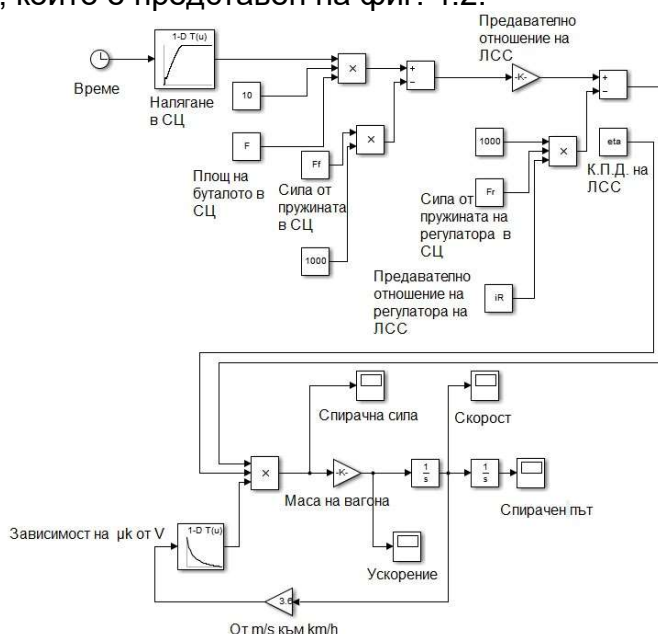 , който е представен на фиг. 4.2.
Предавателно
отношение на
ЛСС
1-D T(u)
×
+
−
-K-
+
−
Време
Налягане
в СЦ
10
F
Ff
×
1000
×
eta
Площ на
буталото в
СЦ
Сила от
пружината
в СЦ
Fr
К.П.Д. на
ЛСС
Сила от
пружината на
регулатора в
СЦ
1000
Предавателно
отношение на
регулатора на
ЛСС
iR
Спирачна сила
Скорост
×
-K-
1
s
1
s
Маса на вагона
Спирачен път
Зависимост на μk от V
1-D T(u)
Ускорение
3.6
От m/s към km/h